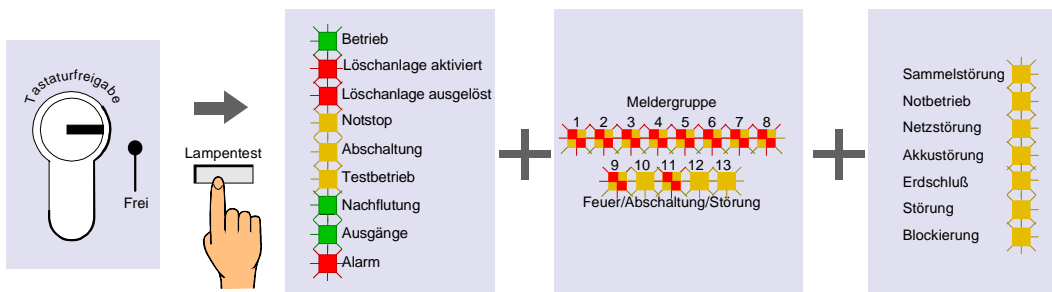 Tastaturfreigabe
Frei
Lampentest
Betrieb
Löschanlage aktiviert
Löschanlage ausgelöst
Notstop
Abschaltung
Testbetrieb
Nachflutung
Ausgänge
Alarm
Meldergruppe
1 2 3 4 5 6 7 8
9 10 11 12 13
Feuer/Abschaltung/Störung
Sammelstörung
Notbetrieb
Netzstörung
Akkustörung
Erdschluß
Störung
Blockierung